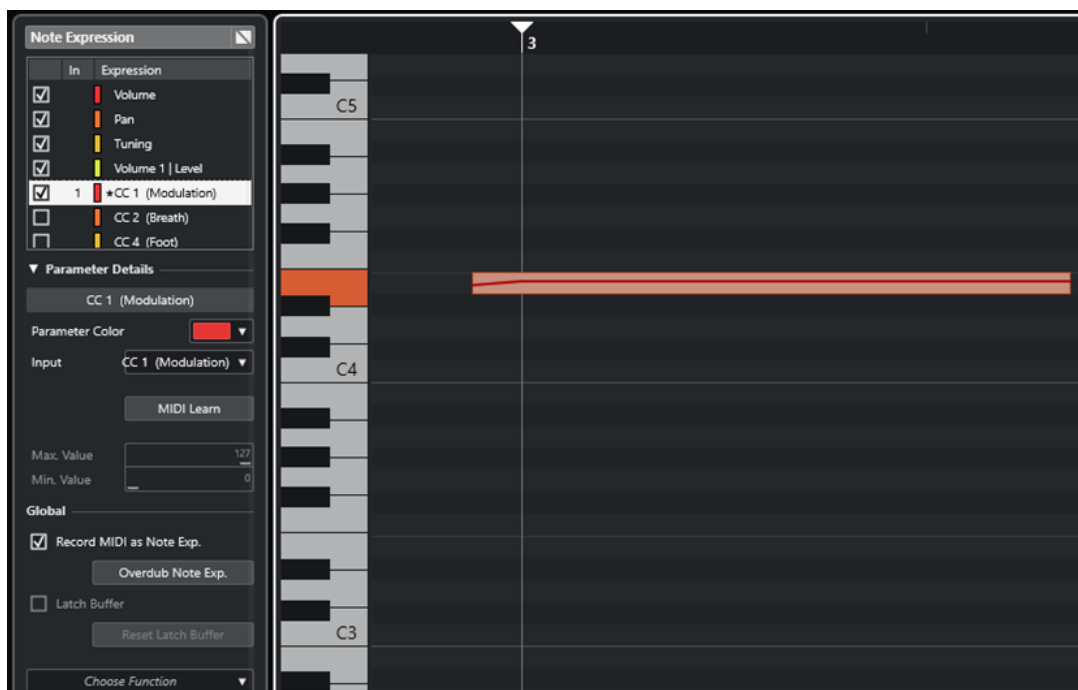 Note Expression
In Expression
Volume
Pan
Tuning
Volume 1 | Level
1 ★CC 1 (Modulation)
CC 2 (Breath)
CC 4 (Foot)
▼ Parameter Details
CC 1 (Modulation)
Parameter Color
Input CC 1 (Modulation)
MIDI Learn
Max. Value 127
Min. Value 0
Global
Record MIDI as Note Exp.
Overdub Note Exp.
Latch Buffer
Reset Latch Buffer
Choose Function
3
C5
C4
C3